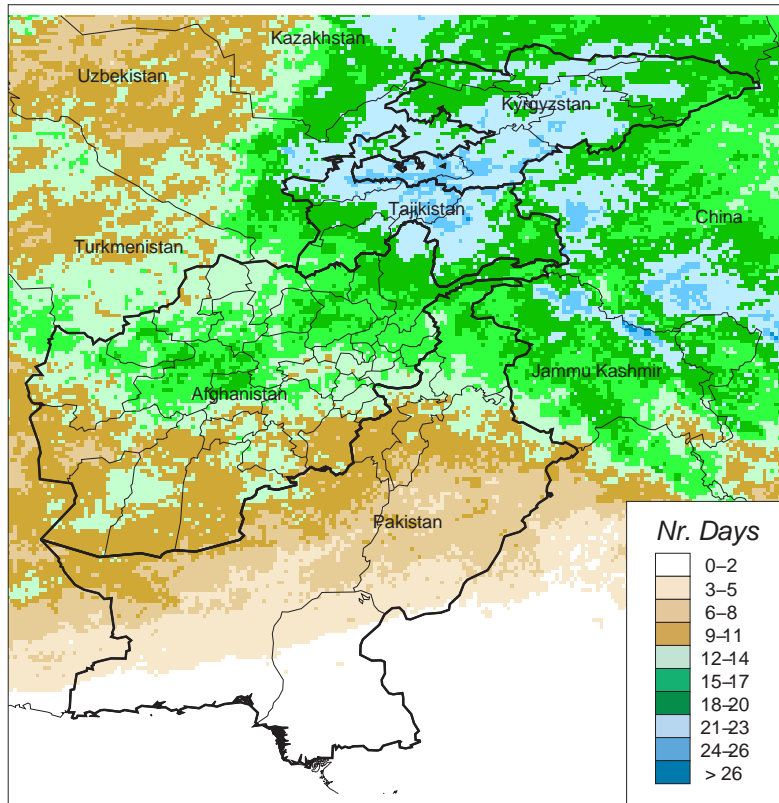 Kazakhstan
Uzbekistan
Kyrgyzstan
Tajikistan
China
Turkmenistan
Jammu Kashmir
Afghanistan
Pakistan
Nr. Days
0–2
3–5
6–8
9–11
12–14
15–17
18–20
21–23
24–26
> 26